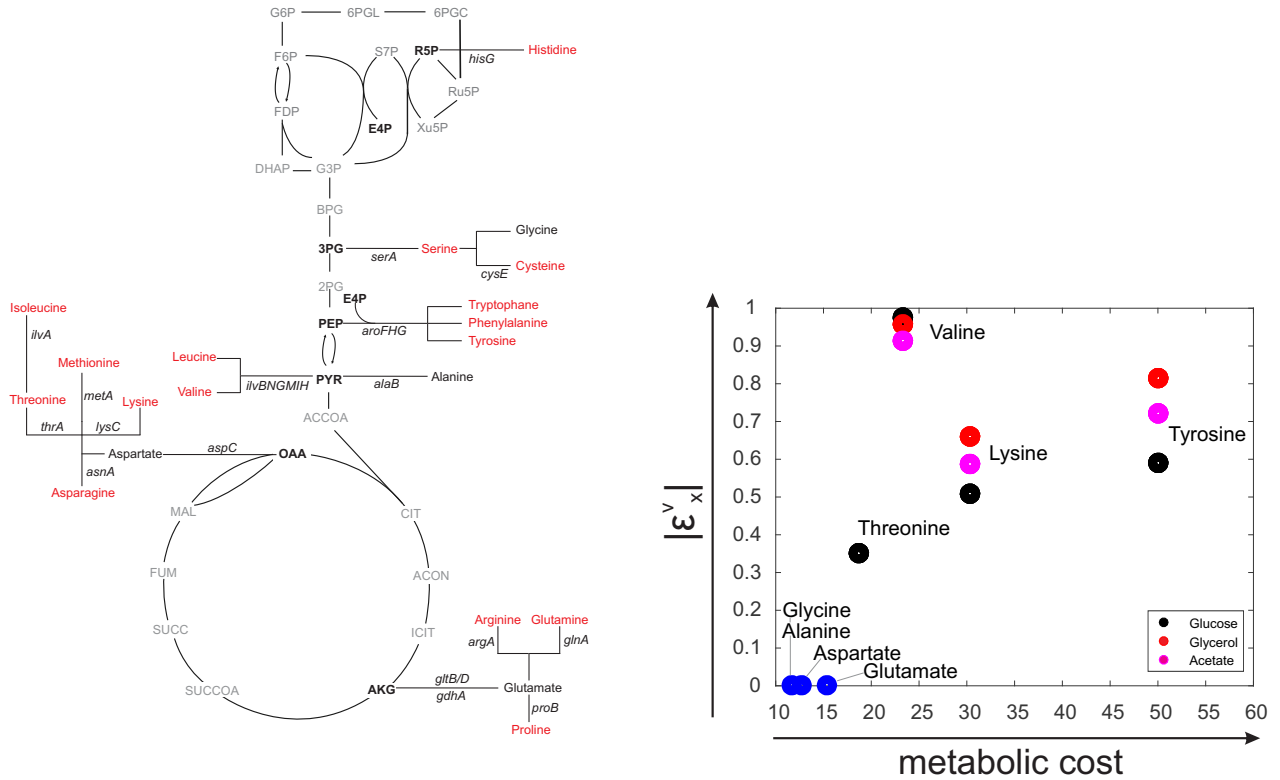 G6P 6PGL 6PGC
F6P S7P R5P Histidine
hisG
Ru5P
FDP
E4P Xu5P
DHAP G3P
BPG
Glycine
3PG serA Serine
cysE Cysteine
2PG
E4P
Tryptophane
PEP aroFHG Phenylalanine
Tyrosine
Isoleucine
ilvA
Methionine
Leucine
ilvBNGMIH PYR alaB Alanine
Valine
metA
Threonine Lysine
thrA lysC
ACCOA
Aspartate aspC OAA
asnA
Asparagine
MAL CIT
FUM ACON
SUCC ICIT
Arginine Glutamine
argA glnA
SUCCOA AKG gltB/D Glutamate
gdhA proB
Proline
|εᵛₓ|
1
0.9
0.8
0.7
0.6
0.5
0.4
0.3
0.2
0.1
0
Valine
Tyrosine
Lysine
Threonine
Glycine
Alanine
Aspartate
Glutamate
Glucose
Glycerol
Acetate
10 15 20 25 30 35 40 45 50 55 60
metabolic cost